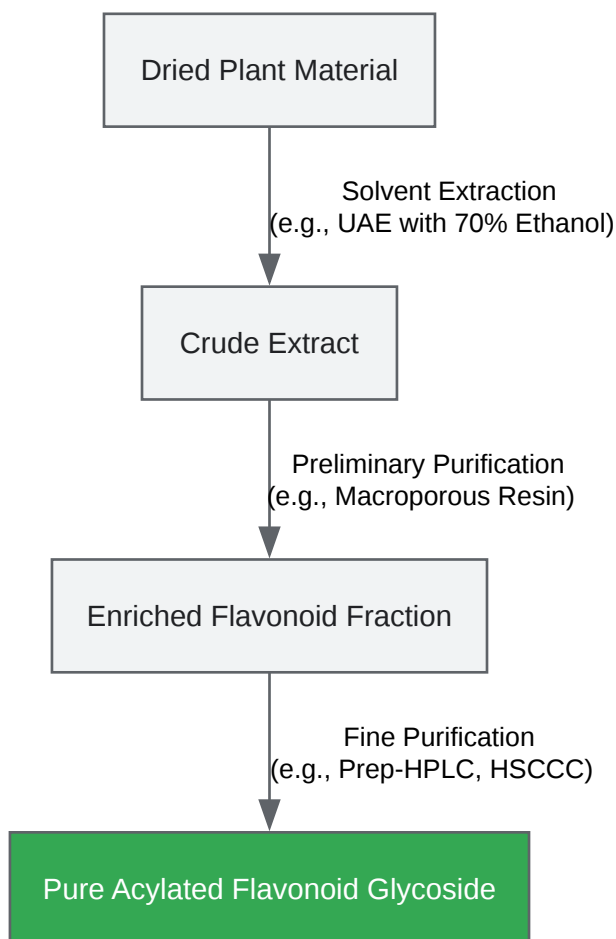 Dried Plant Material
Solvent Extraction
(e.g., UAE with 70% Ethanol)
Crude Extract
Preliminary Purification
(e.g., Macroporous Resin)
Enriched Flavonoid Fraction
Fine Purification
(e.g., Prep-HPLC, HSCCC)
Pure Acylated Flavonoid Glycoside